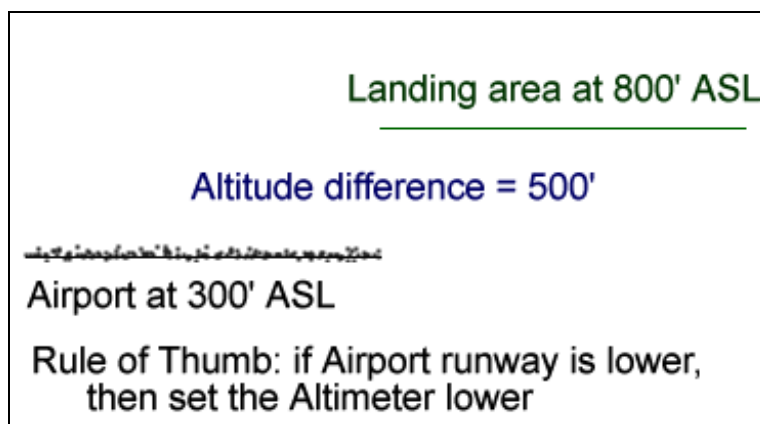 Landing area at 800' ASL
Altitude difference = 500'
Airport at 300' ASL
Rule of Thumb: if Airport runway is lower,
then set the Altimeter lower